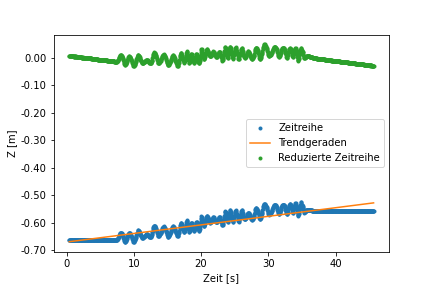 0.00
-0.10
-0.20
-0.30
-0.40
-0.50
-0.60
-0.70
Z [m]
Zeitreihe
Trendgeraden
Reduzierte Zeitreihe
0 10 20 30 40
Zeit [s]